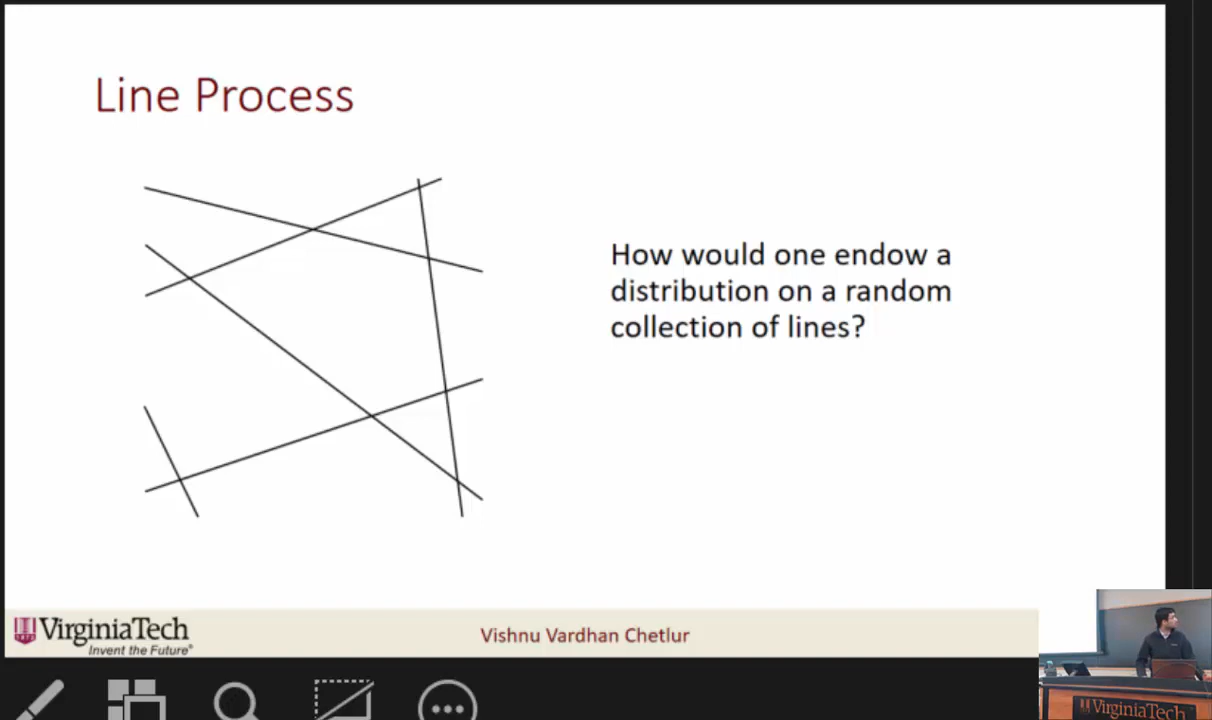 Line Process
How would one endow a
distribution on a random
collection of lines?
VirginiaTech
Invent the Future®
Vishnu Vardhan Chetlur
VirginiaTech